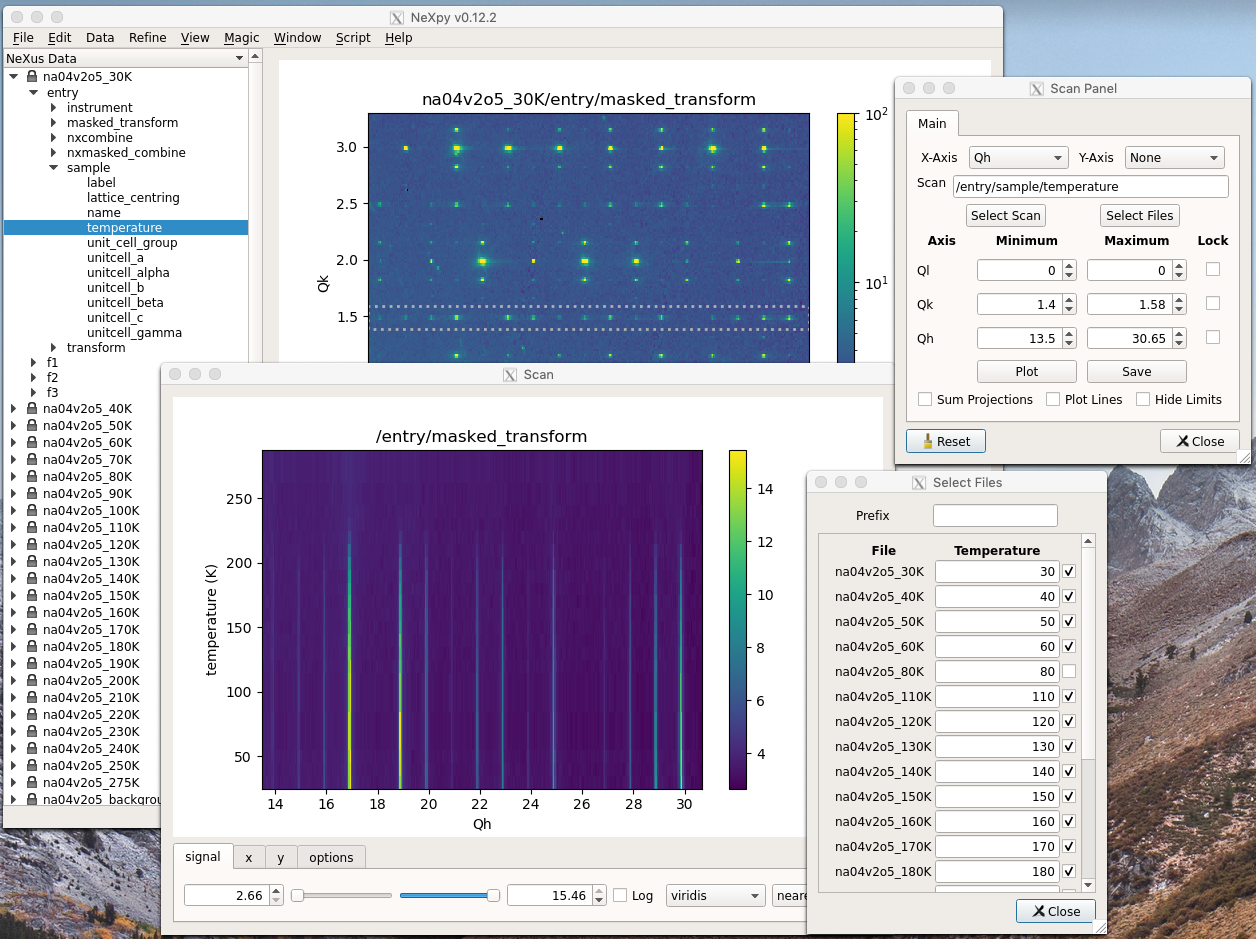 NeXpy v0.12.2
File Edit Data Refine View Magic Window Script Help
NeXus Data
na04v2o5_30K
entry
instrument
masked_transform
nxcombine
nxmasked_combine
sample
label
lattice_centring
name
temperature
unit_cell_group
unitcell_a
unitcell_alpha
unitcell_b
unitcell_beta
unitcell_c
unitcell_gamma
transform
f1
f2
f3
na04v2o5_40K
na04v2o5_50K
na04v2o5_60K
na04v2o5_70K
na04v2o5_80K
na04v2o5_90K
na04v2o5_100K
na04v2o5_110K
na04v2o5_120K
na04v2o5_130K
na04v2o5_140K
na04v2o5_150K
na04v2o5_160K
na04v2o5_170K
na04v2o5_180K
na04v2o5_190K
na04v2o5_200K
na04v2o5_210K
na04v2o5_220K
na04v2o5_230K
na04v2o5_240K
na04v2o5_250K
na04v2o5_275K
na04v2o5_backgrou
na04v2o5_30K/entry/masked_transform
3.0
2.5
2.0
1.5
Qk
10²
10¹
Scan Panel
Main
X-Axis Qh Y-Axis None
Scan /entry/sample/temperature
Select Scan Select Files
Axis Minimum Maximum Lock
Ql 0 0
Qk 1.4 1.58
Qh 13.5 30.65
Plot Save
Sum Projections Plot Lines Hide Limits
Reset Close
Scan
/entry/masked_transform
250
200
150
100
50
temperature (K)
14 16 18 20 22 24 26 28 30
Qh
14
12
10
8
6
4
signal x y options
2.66 15.46 Log viridis neare
Select Files
Prefix
File Temperature
na04v2o5_30K 30
na04v2o5_40K 40
na04v2o5_50K 50
na04v2o5_60K 60
na04v2o5_80K 80
na04v2o5_110K 110
na04v2o5_120K 120
na04v2o5_130K 130
na04v2o5_140K 140
na04v2o5_150K 150
na04v2o5_160K 160
na04v2o5_170K 170
na04v2o5_180K 180
Close